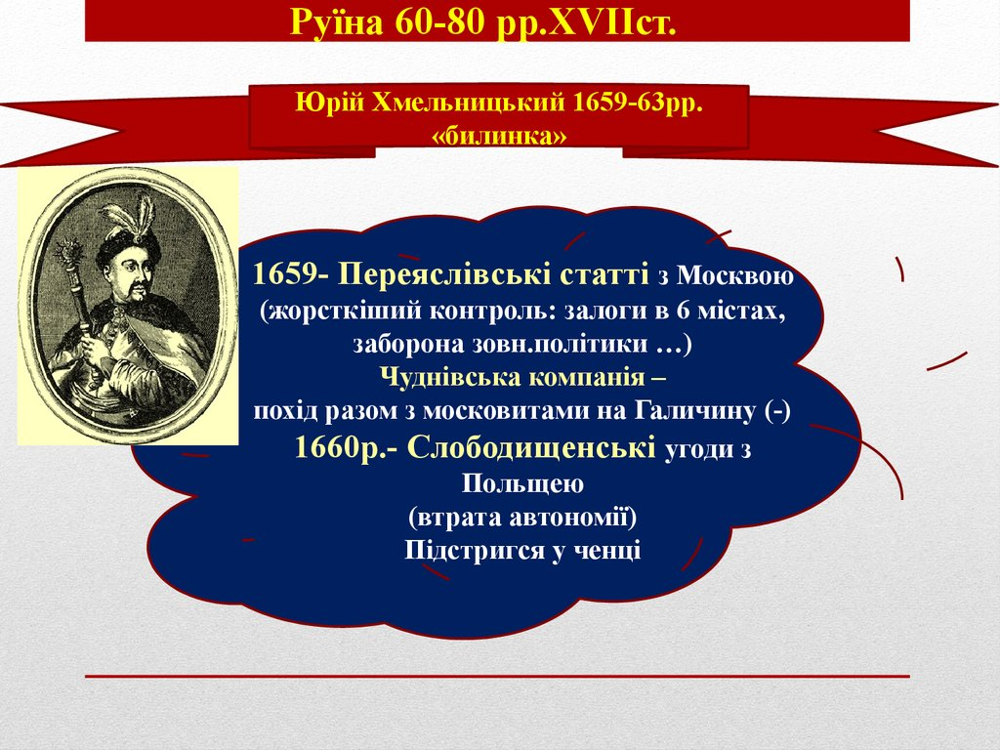 Руїна 60-80 рр.XVIIст.
Юрій Хмельницький 1659-63рр.
«билинка»
1659- Переяслівські статті з Москвою
(жорсткіший контроль: залоги в 6 містах,
заборона зовн.політики …)
Чуднівська компанія –
похід разом з московитами на Галичину (-)
1660р.- Слободищенські угоди з
Польщею
(втрата автономії)
Підстригся у ченці